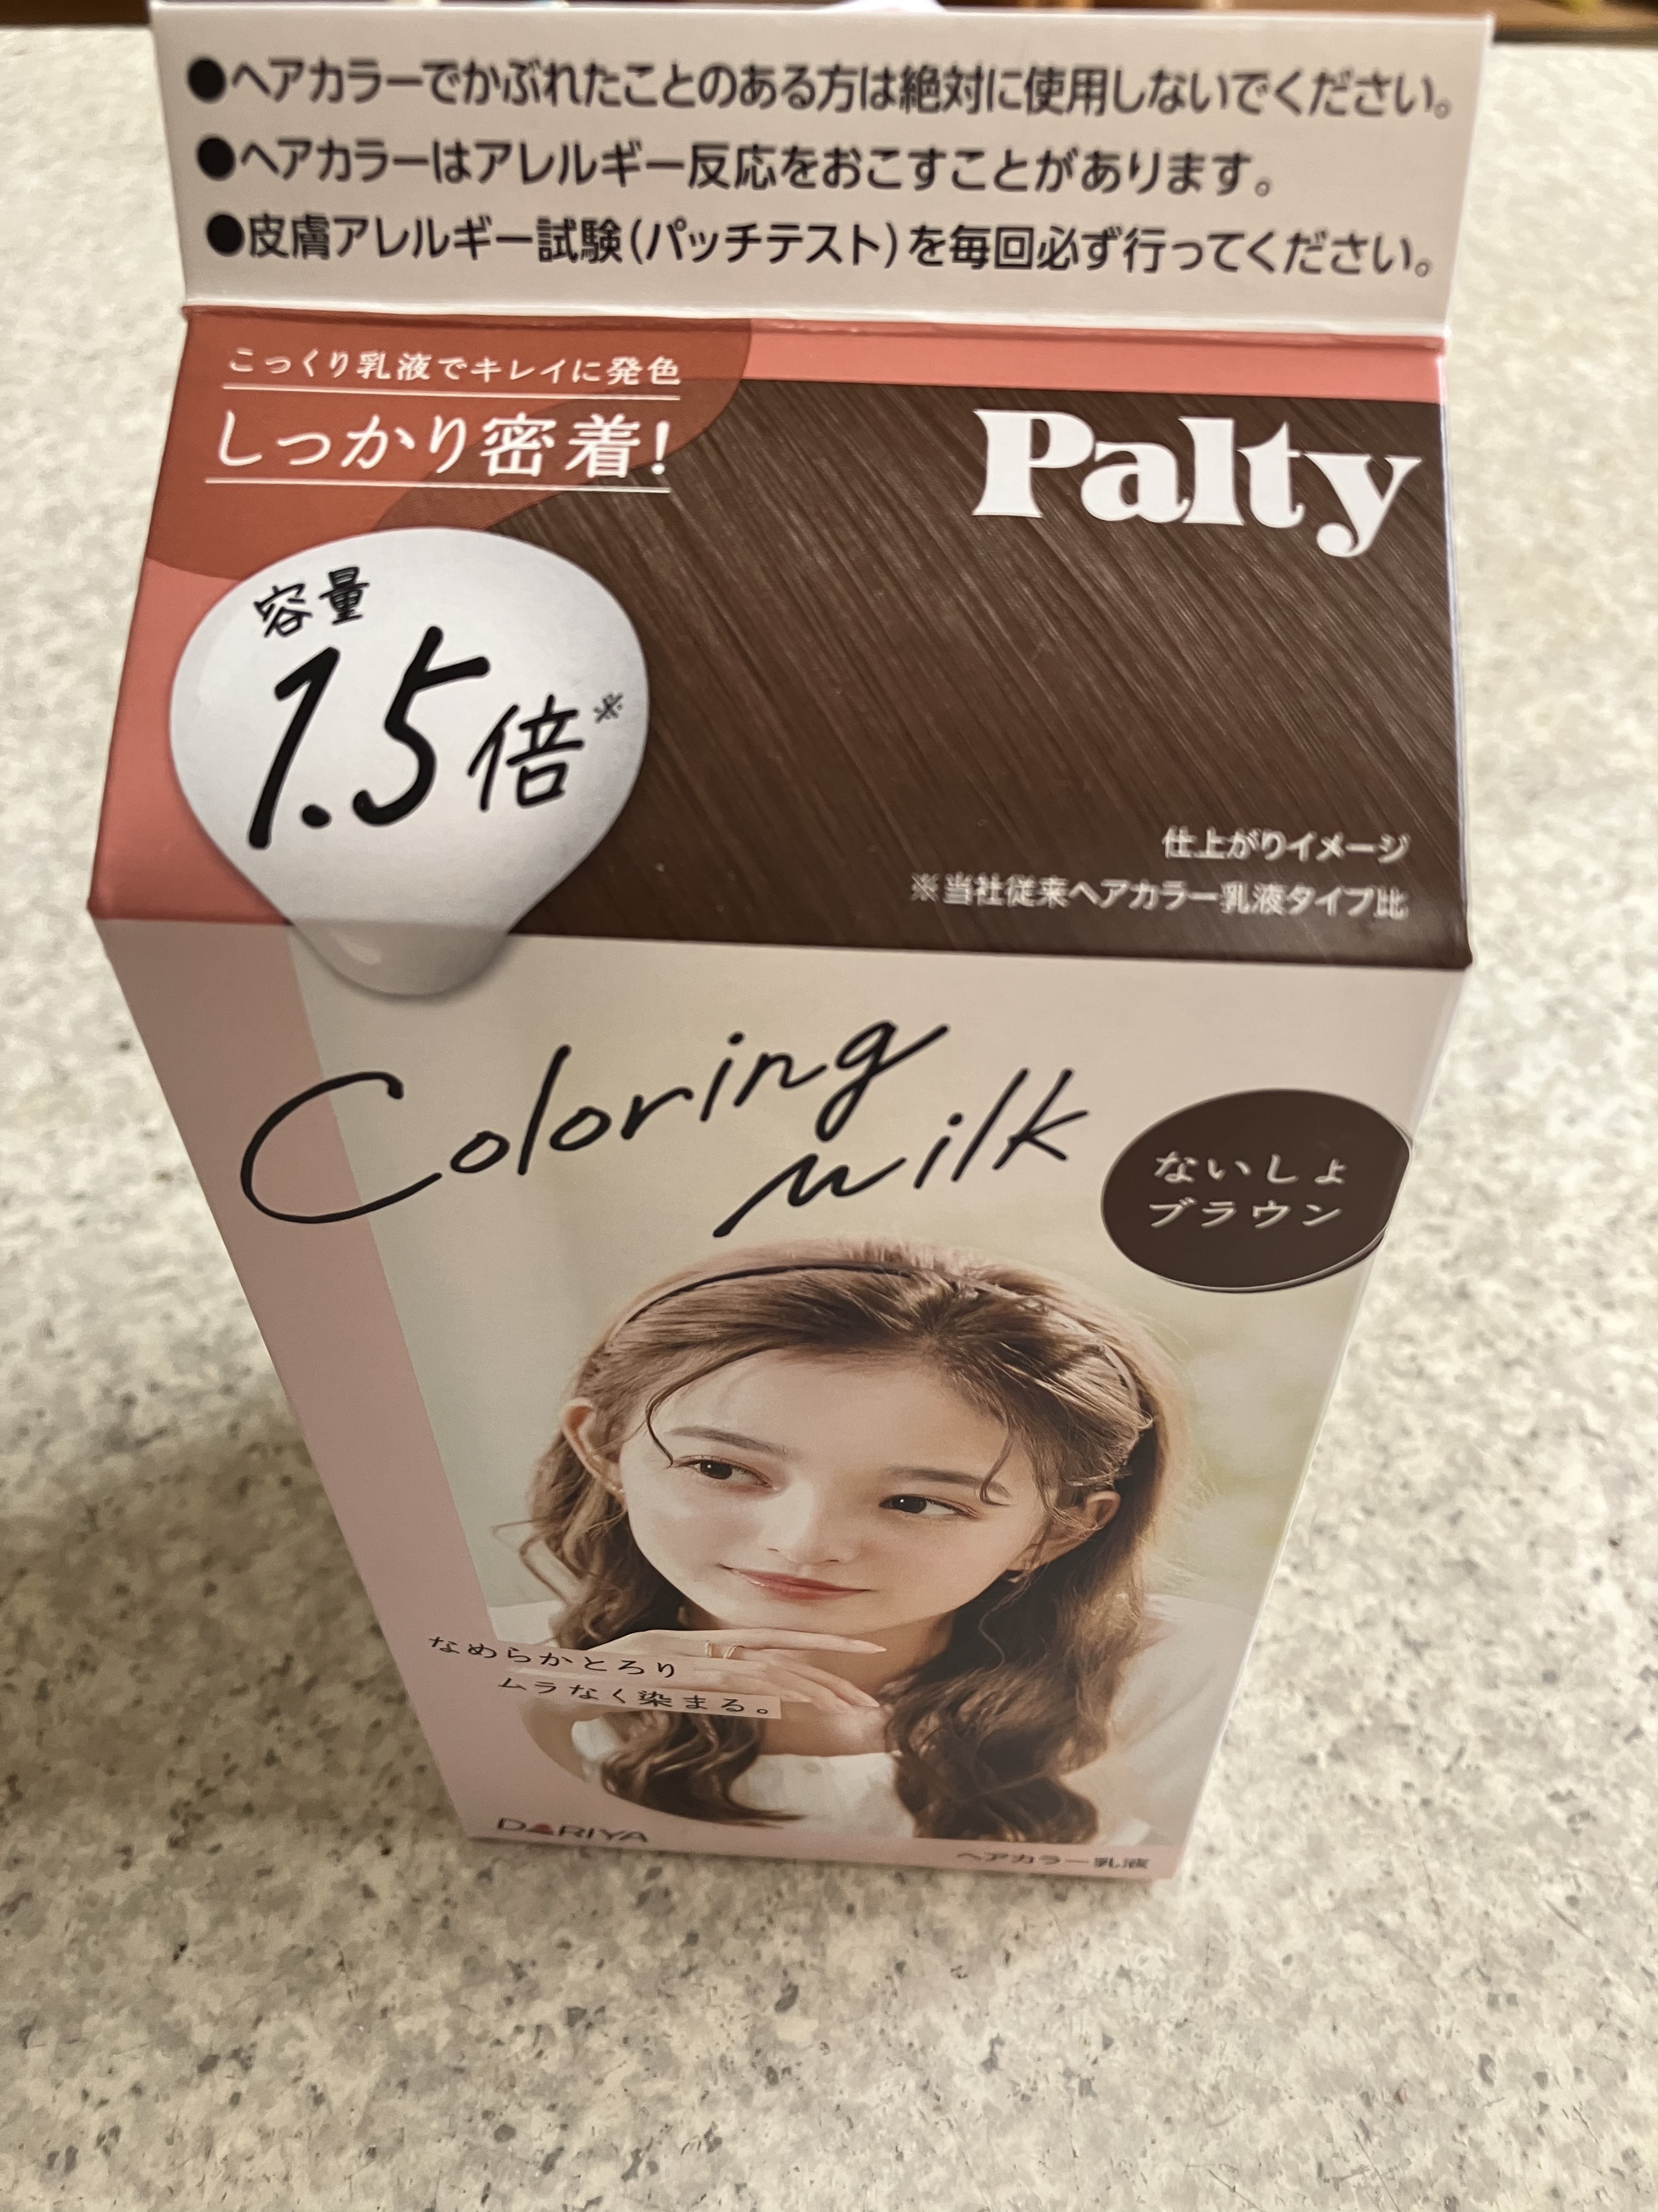 ●ヘアカラーでかぶれたことのある方は絶対に使用しないでください。
●ヘアカラーはアレルギー反応をおこすことがあります。
●皮膚アレルギー試験(パッチテスト)を毎回必ず行ってください。
こっくり乳液でキレイに発色
しっかり密着!
Palty
容量
1.5倍※
仕上がりイメージ
※当社従来ヘアカラー乳液タイプ比
Coloring
milk
ないしょ
ブラウン
なめらかとろり
ムラなく染まる。
DARIYA
ヘアカラー乳液